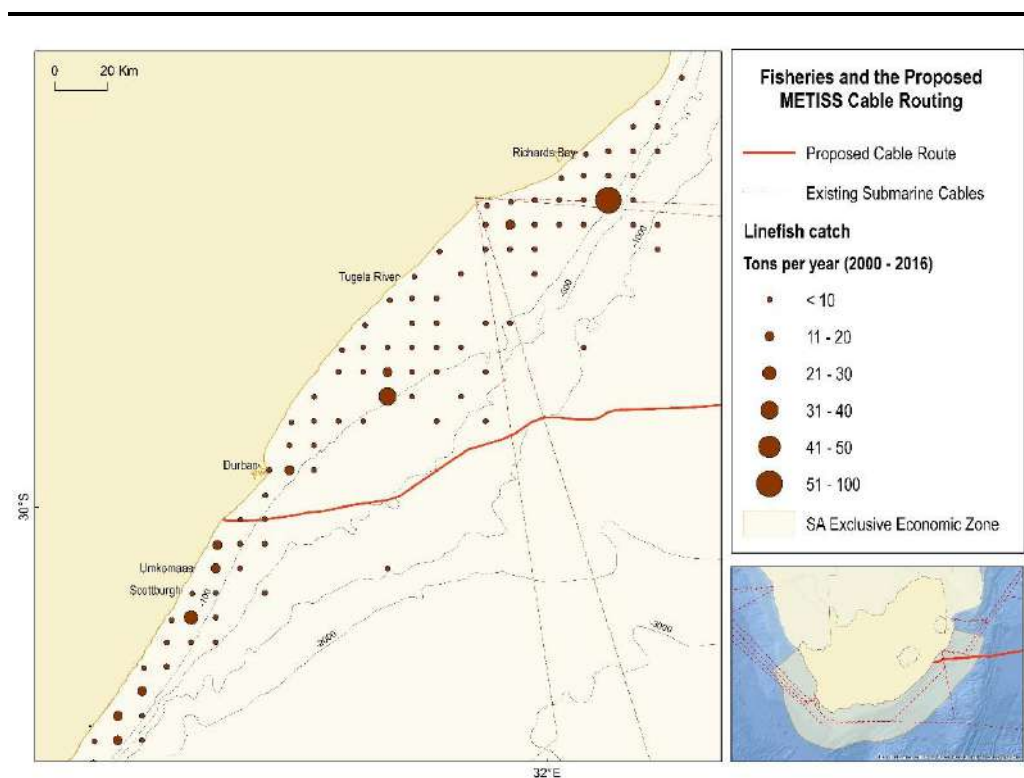 0 20 Km
Richards Bay
Tugela River
Durban
Umkomaas
Scottburgh
-1000
-500
-100
-2000
-3000
30°S
32°E
Fisheries and the Proposed
METISS Cable Routing
Proposed Cable Route
Existing Submarine Cables
Linefish catch
Tons per year (2000 - 2016)
< 10
11 - 20
21 - 30
31 - 40
41 - 50
51 - 100
SA Exclusive Economic Zone